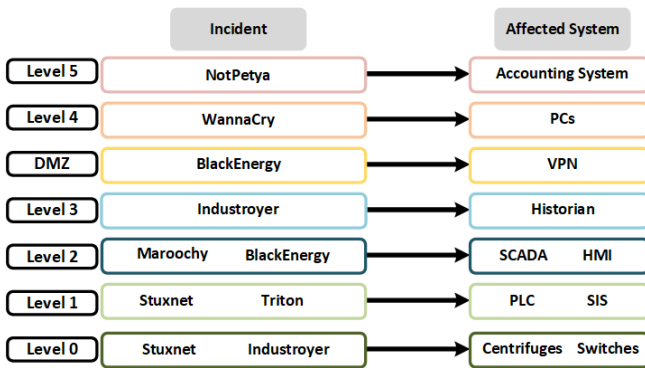 Incident Affected System
Level 5 NotPetya Accounting System
Level 4 WannaCry PCs
DMZ BlackEnergy VPN
Level 3 Industroyer Historian
Level 2 Maroochy BlackEnergy SCADA HMI
Level 1 Stuxnet Triton PLC SIS
Level 0 Stuxnet Industroyer Centrifuges Switches